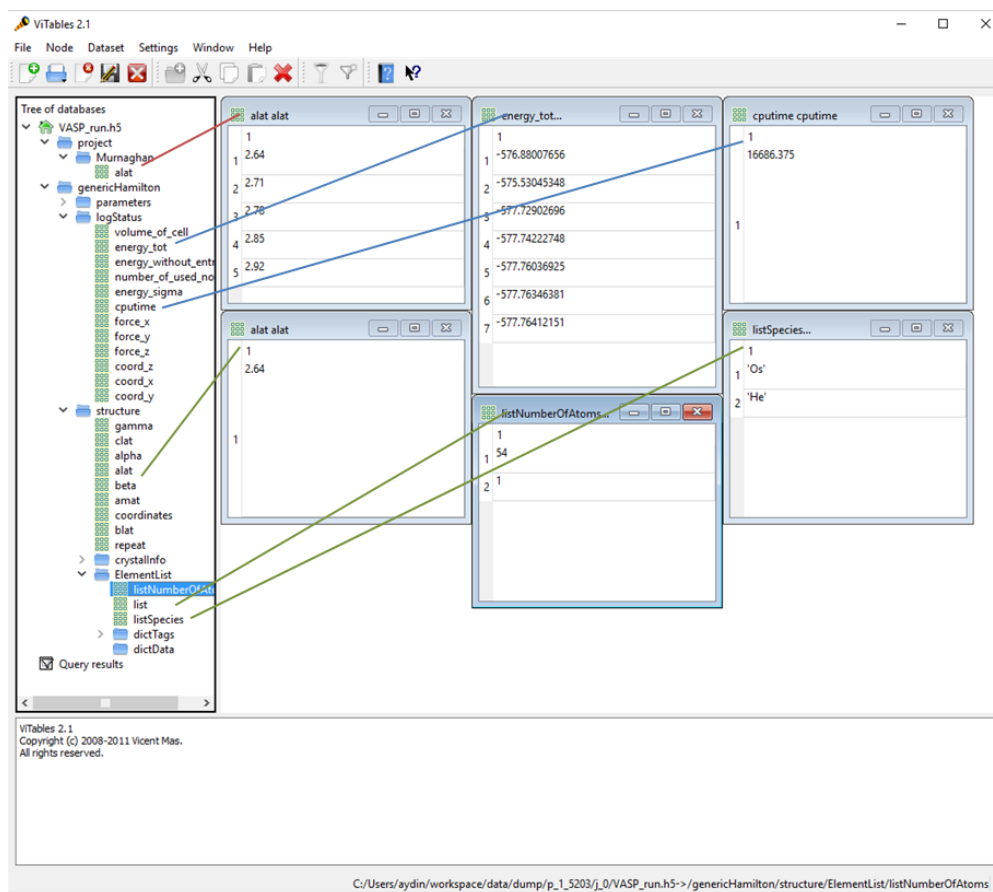 ViTables 2.1
File Node Dataset Settings Window Help
Tree of databases
VASP_run.h5
project
Murnaghan
alat
genericHamilton
parameters
logStatus
volume_of_cell
energy_tot
energy_without_entr
number_of_used_no
energy_sigma
cputime
force_x
force_y
force_z
coord_z
coord_x
coord_y
structure
gamma
clat
alpha
alat
beta
amat
coordinates
blat
repeat
crystalInfo
ElementList
listNumberOfAto
list
listSpecies
dictTags
dictData
Query results
alat alat
1
1 2.64
2 2.71
3 2.78
4 2.85
5 2.92
energy_tot...
1
1 -576.88007656
2 -575.53045348
3 -577.72902696
4 -577.74222748
5 -577.76036925
6 -577.76346381
7 -577.76412151
cputime cputime
1
16686.375
1
alat alat
1
2.64
1
listNumberOfAtoms...
1
1 54
2 1
listSpecies...
1
1 'Os'
2 'He'
ViTables 2.1
Copyright (c) 2008-2011 Vicent Mas.
All rights reserved.
C:/Users/aydin/workspace/data/dump/p_1_5203/j_0/VASP_run.h5->/genericHamilton/structure/ElementList/listNumberOfAtoms